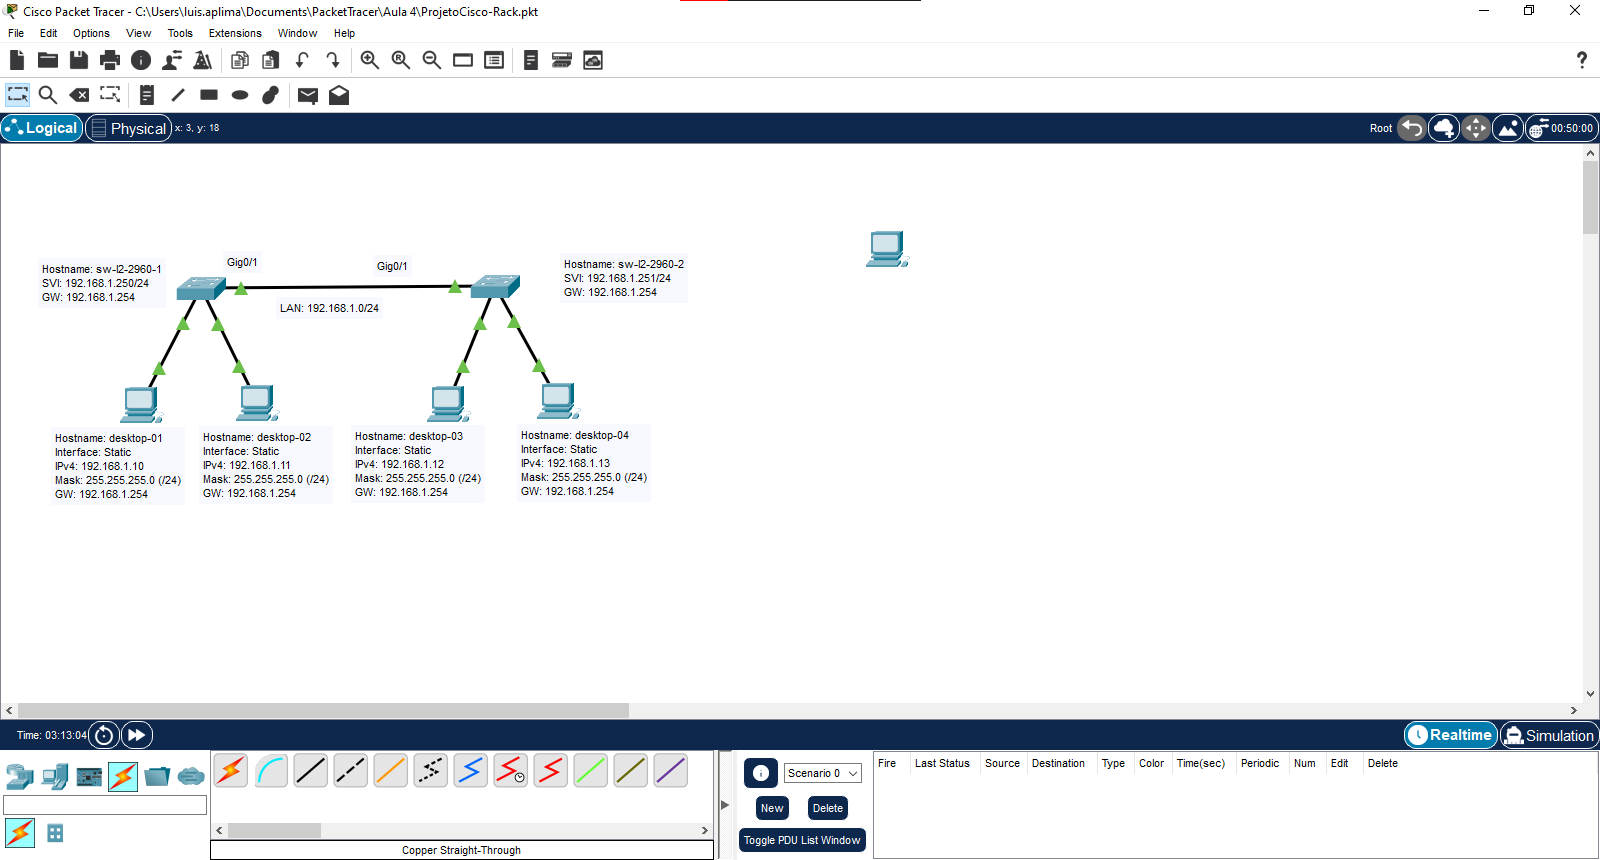 Cisco Packet Tracer - C:\Users\luis.aplima\Documents\PacketTracer\Aula 4\ProjetoCisco-Rack.pkt
File Edit Options View Tools Extensions Window Help
Logical Physical x: 3, y: 18 Root 00:50:00
Gig0/1
Gig0/1
Hostname: sw-l2-2960-1
SVI: 192.168.1.250/24
GW: 192.168.1.254
Hostname: sw-l2-2960-2
SVI: 192.168.1.251/24
GW: 192.168.1.254
LAN: 192.168.1.0/24
Hostname: desktop-01
Interface: Static
IPv4: 192.168.1.10
Mask: 255.255.255.0 (/24)
GW: 192.168.1.254
Hostname: desktop-02
Interface: Static
IPv4: 192.168.1.11
Mask: 255.255.255.0 (/24)
GW: 192.168.1.254
Hostname: desktop-03
Interface: Static
IPv4: 192.168.1.12
Mask: 255.255.255.0 (/24)
GW: 192.168.1.254
Hostname: desktop-04
Interface: Static
IPv4: 192.168.1.13
Mask: 255.255.255.0 (/24)
GW: 192.168.1.254
Time: 03:13:04 Realtime Simulation
Scenario 0
New Delete
Toggle PDU List Window
Fire Last Status Source Destination Type Color Time(sec) Periodic Num Edit Delete
Copper Straight-Through